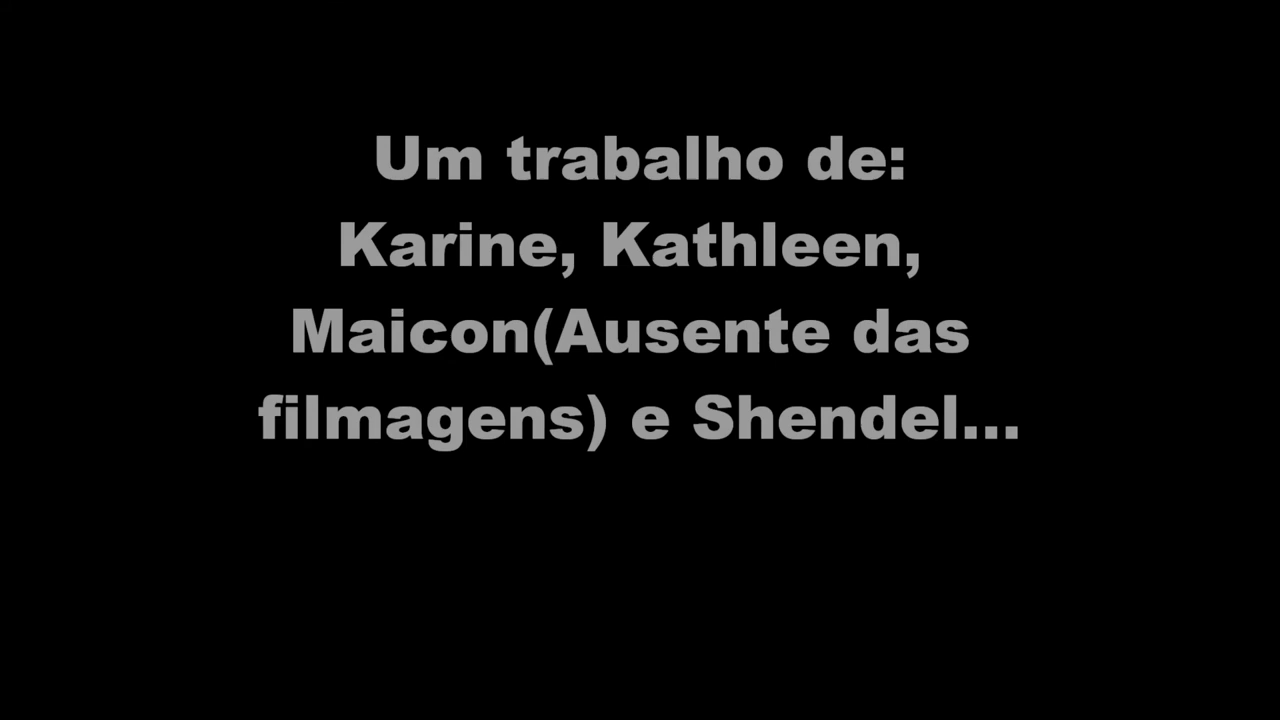 Um trabalho de:
Karine, Kathleen,
Maicon(Ausente das
filmagens) e Shendel...